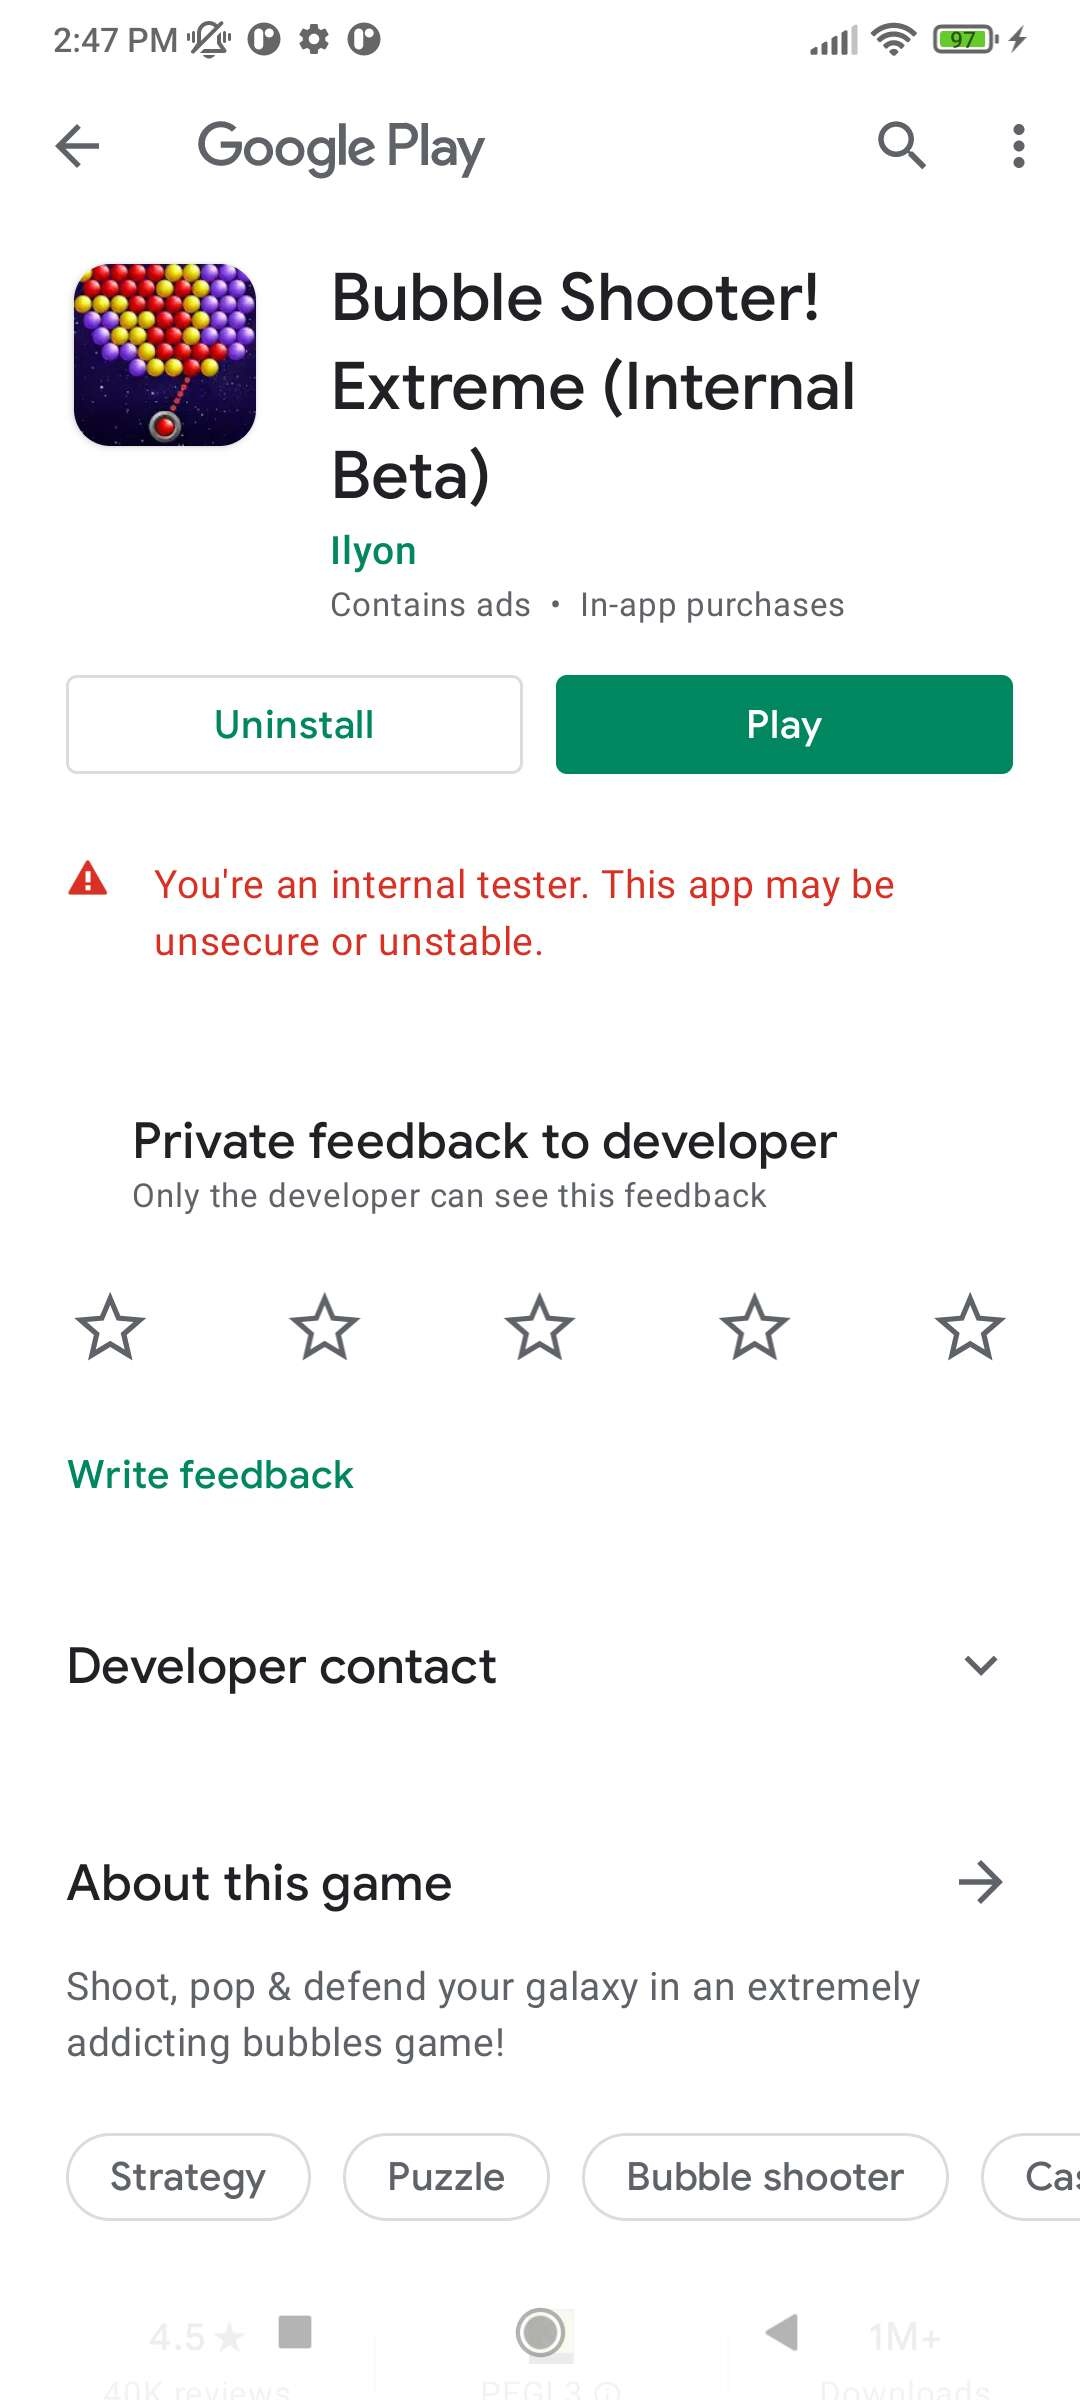 2:47 PM
97
Google Play
Bubble Shooter!
Extreme (Internal
Beta)
Ilyon
Contains ads • In-app purchases
Uninstall
Play
You're an internal tester. This app may be
unsecure or unstable.
Private feedback to developer
Only the developer can see this feedback
Write feedback
Developer contact
About this game
Shoot, pop & defend your galaxy in an extremely
addicting bubbles game!
Strategy
Puzzle
Bubble shooter
Cas
4.5★
1M+
40K reviews
PEGI 3
Downloads